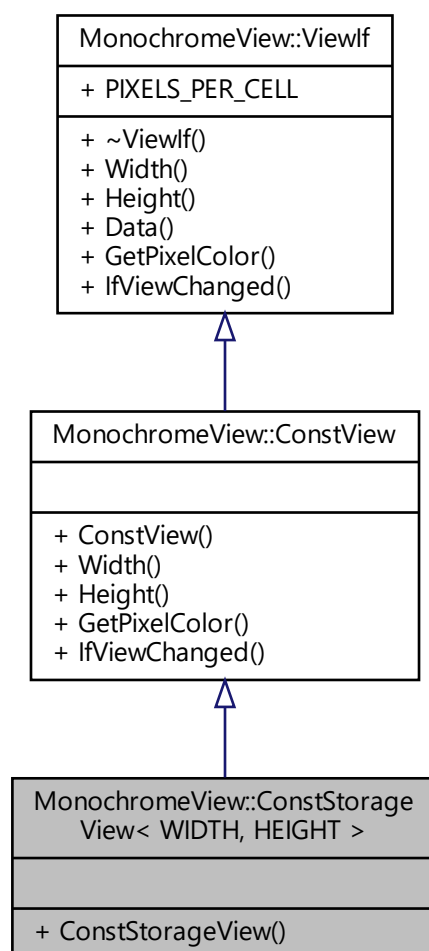 MonochromeView::ViewIf
+ PIXELS_PER_CELL
+ ~ViewIf()
+ Width()
+ Height()
+ Data()
+ GetPixelColor()
+ IfViewChanged()
MonochromeView::ConstView
+ ConstView()
+ Width()
+ Height()
+ GetPixelColor()
+ IfViewChanged()
MonochromeView::ConstStorage
View< WIDTH, HEIGHT >
+ ConstStorageView()